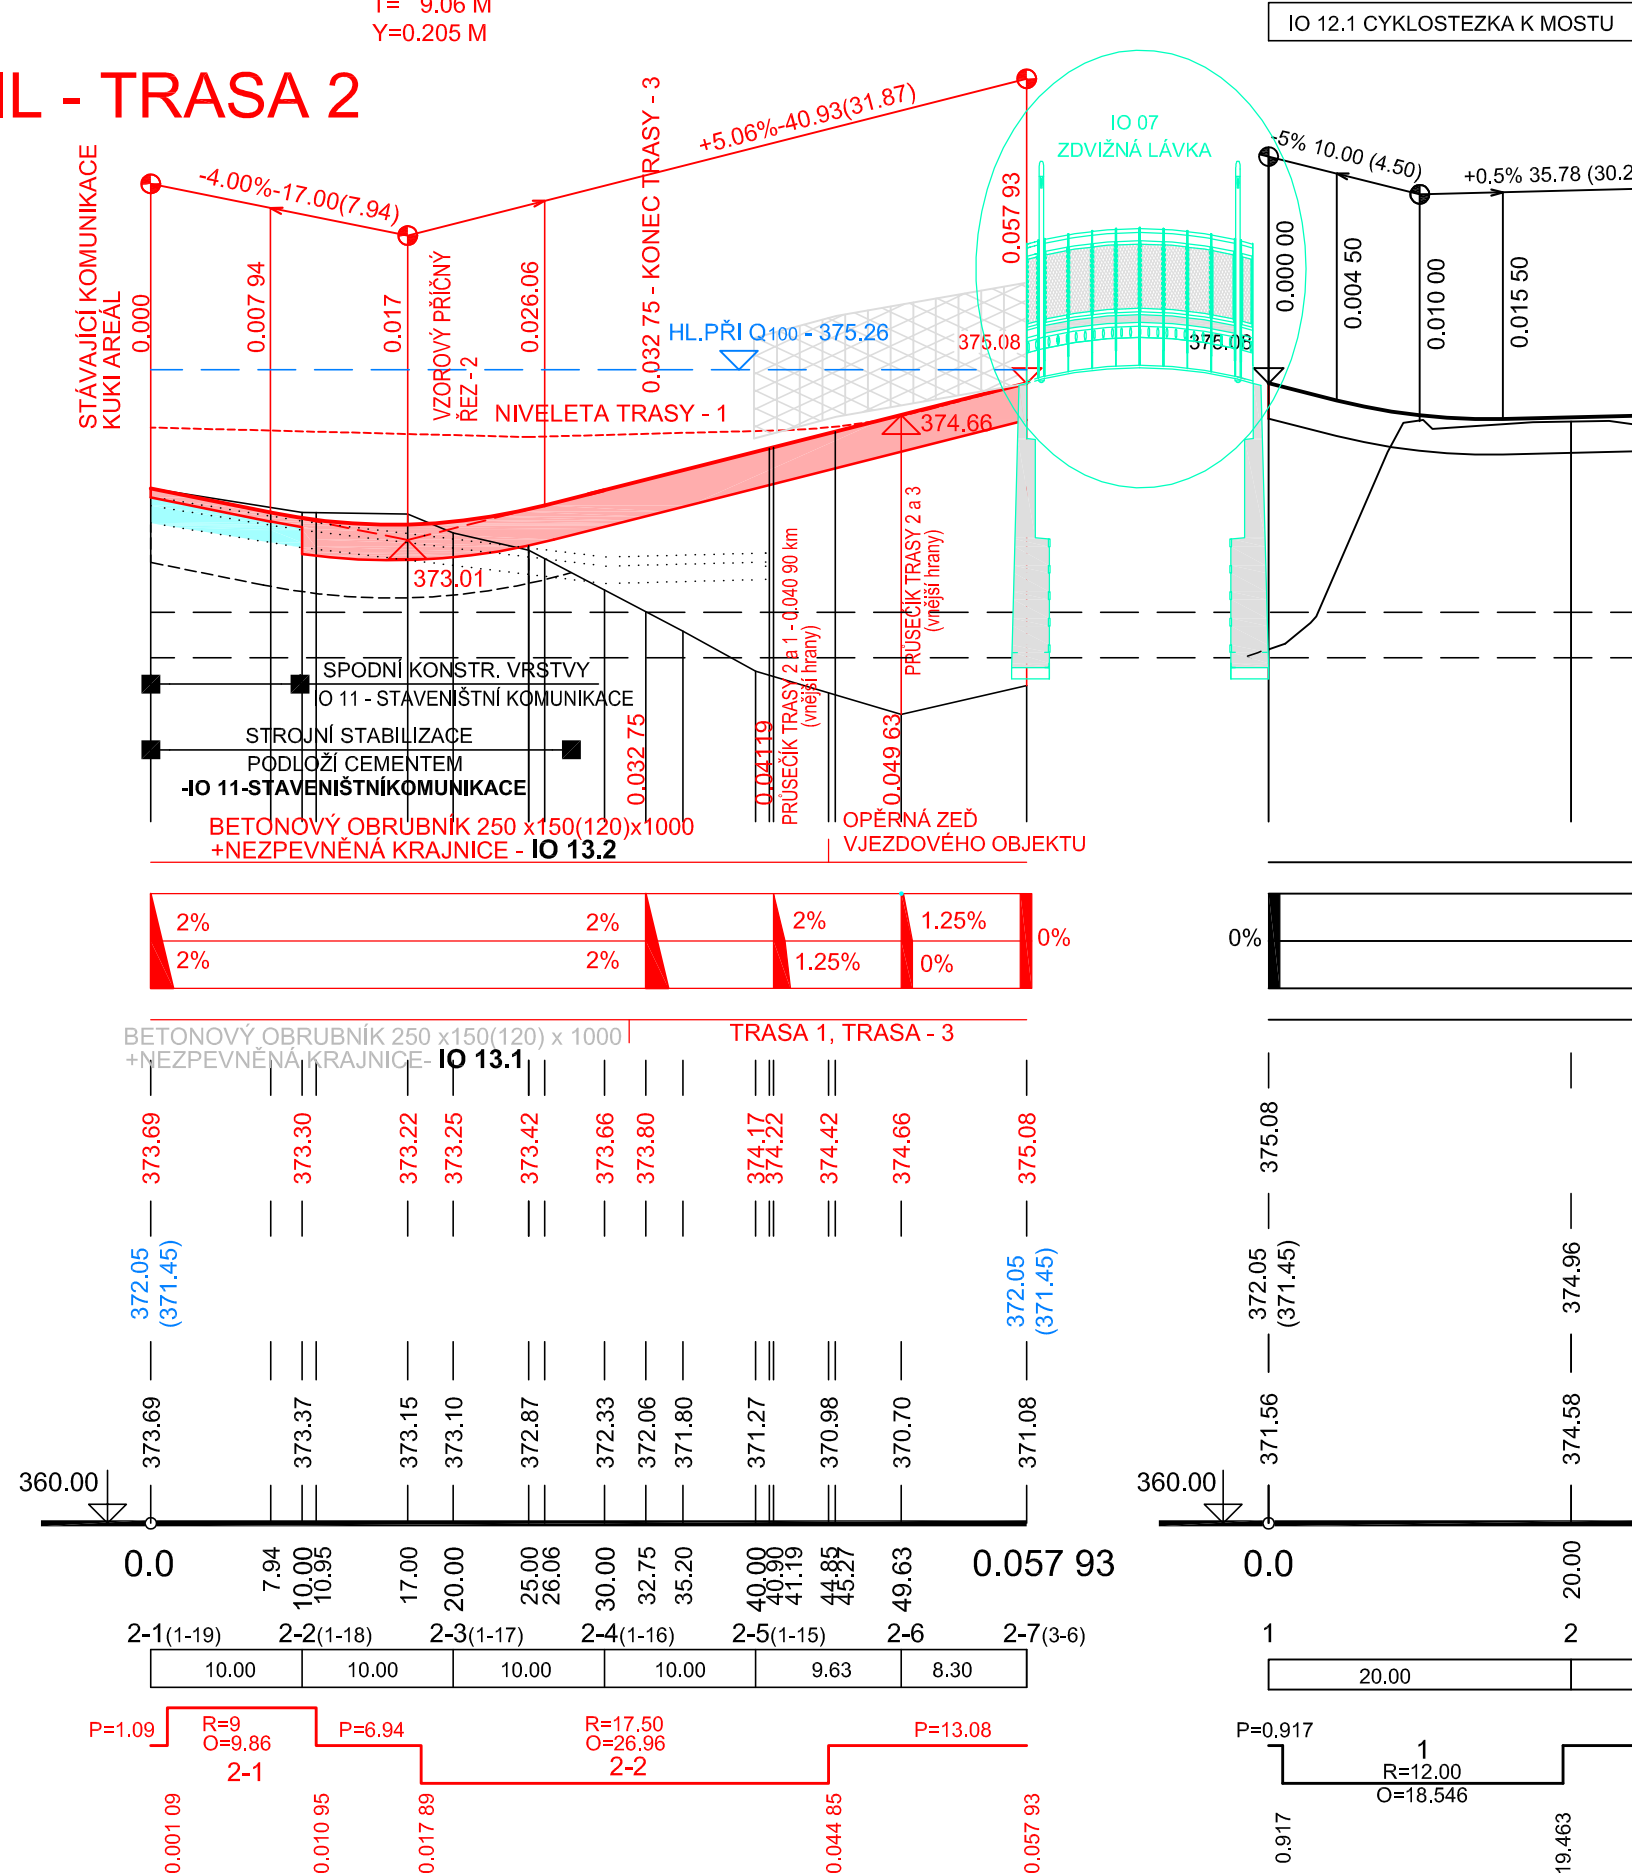 T= 9.06 M
Y=0.205 M
IO 12.1 CYKLOSTEZKA K MOSTU
IL - TRASA 2
-4.00%-17.00(7.94)
+5.06%-40.93(31.87)
IO 07
ZDVIŽNÁ LÁVKA
-5% 10.00 (4.50)
+0.5% 35.78 (30.2
STÁVAJÍCÍ KOMUNIKACE
KUKI AREÁL
0.000
0.007 94
0.017
VZOROVÝ PŘÍČNÝ
ŘEZ - 2
0.026.06
0.032 75 - KONEC TRASY - 3
0.057 93
0.000 00
0.004 50
0.010 00
0.015 50
HL.PŘI Q100 - 375.26
375.08
375.08
NIVELETA TRASY - 1
374.66
373.01
PRŮSEČÍK TRASY 2 a 1 - 0.040 90 km
(vnější hrany)
PRŮSEČÍK TRASY 2 a 3
(vnější hrany)
SPODNÍ KONSTR. VRSTVY
IO 11 - STAVENIŠTNÍ KOMUNIKACE
STROJNÍ STABILIZACE
PODLOŽÍ CEMENTEM
-IO 11-STAVENIŠTNÍKOMUNIKACE
0.032 75
0.04119
0.049 63
BETONOVÝ OBRUBNÍK 250 x150(120)x1000
+NEZPEVNĚNÁ KRAJNICE - IO 13.2
OPĚRNÁ ZEĎ
VJEZDOVÉHO OBJEKTU
2% 2% 2% 1.25%
0% 0%
2% 2% 1.25% 0%
BETONOVÝ OBRUBNÍK 250 x150(120) x 1000
+NEZPEVNĚNÁ KRAJNICE- IO 13.1
TRASA 1, TRASA - 3
373.69 373.30 373.22 373.25 373.42 373.66 373.80 374.17 374.22 374.42 374.66 375.08 375.08
372.05 372.05 372.05 374.96
(371.45) (371.45) (371.45)
373.69 373.37 373.15 373.10 372.87 372.33 372.06 371.80 371.27 370.98 370.70 371.08 371.56 374.58
360.00 360.00
0.0 7.94 10.00 10.95 17.00 20.00 25.00 26.06 30.00 32.75 35.20 40.00 40.90 41.19 44.85 45.27 49.63 0.057 93 0.0 20.00
2-1(1-19) 2-2(1-18) 2-3(1-17) 2-4(1-16) 2-5(1-15) 2-6 2-7(3-6) 1 2
10.00 10.00 10.00 10.00 9.63 8.30 20.00
P=1.09 R=9 P=6.94 R=17.50 P=13.08 P=0.917
O=9.86 O=26.96
2-1 2-2
1
R=12.00
O=18.546
0.001 09 0.010 95 0.017 89 0.044 85 0.057 93 0.917 19.463